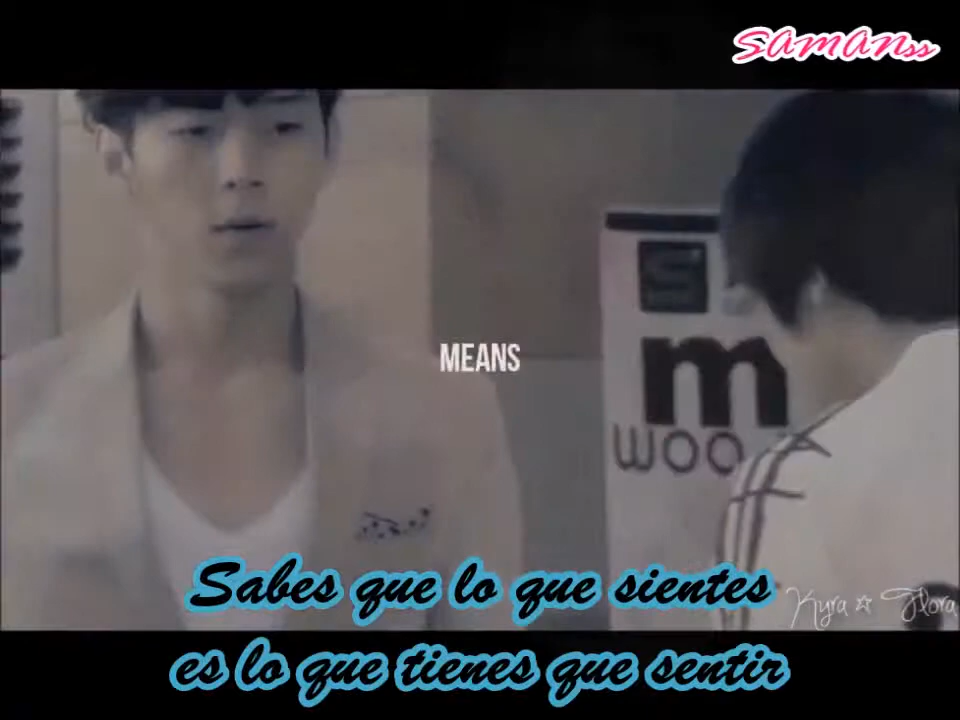 SAMANss
S
m
WOO
MEANS
Sabes que lo que sientes
Kyra ☆ Flora
es lo que tienes que sentir